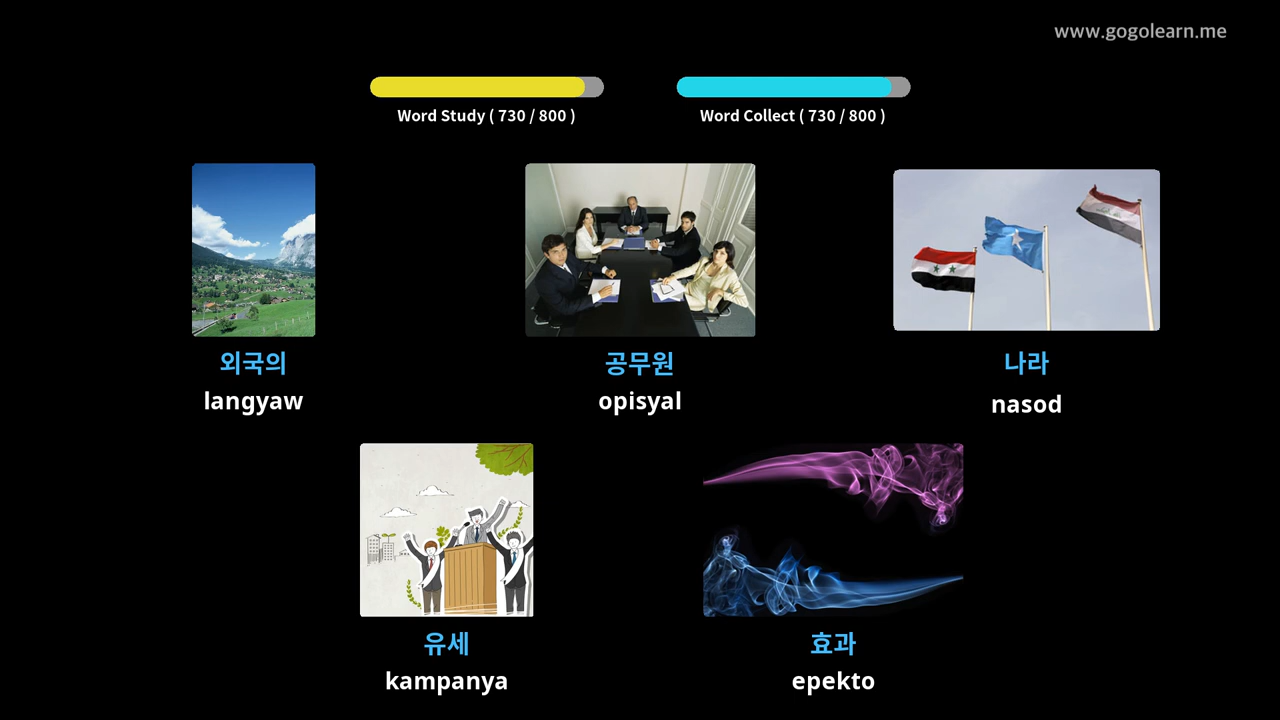 www.gogolearn.me
Word Study ( 730 / 800 )
Word Collect ( 730 / 800 )
외국의
langyaw
공무원
opisyal
나라
nasod
유세
kampanya
효과
epekto